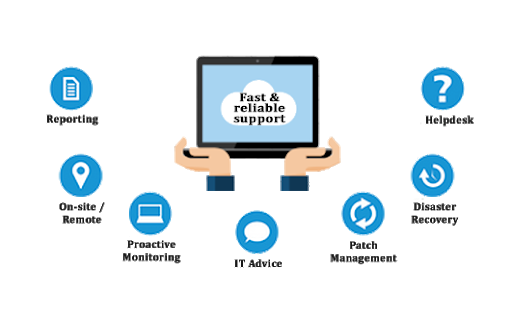 Fast &
reliable
support
Reporting
Helpdesk
On-site /
Remote
Disaster
Recovery
Proactive
Monitoring
Patch
Management
IT Advice